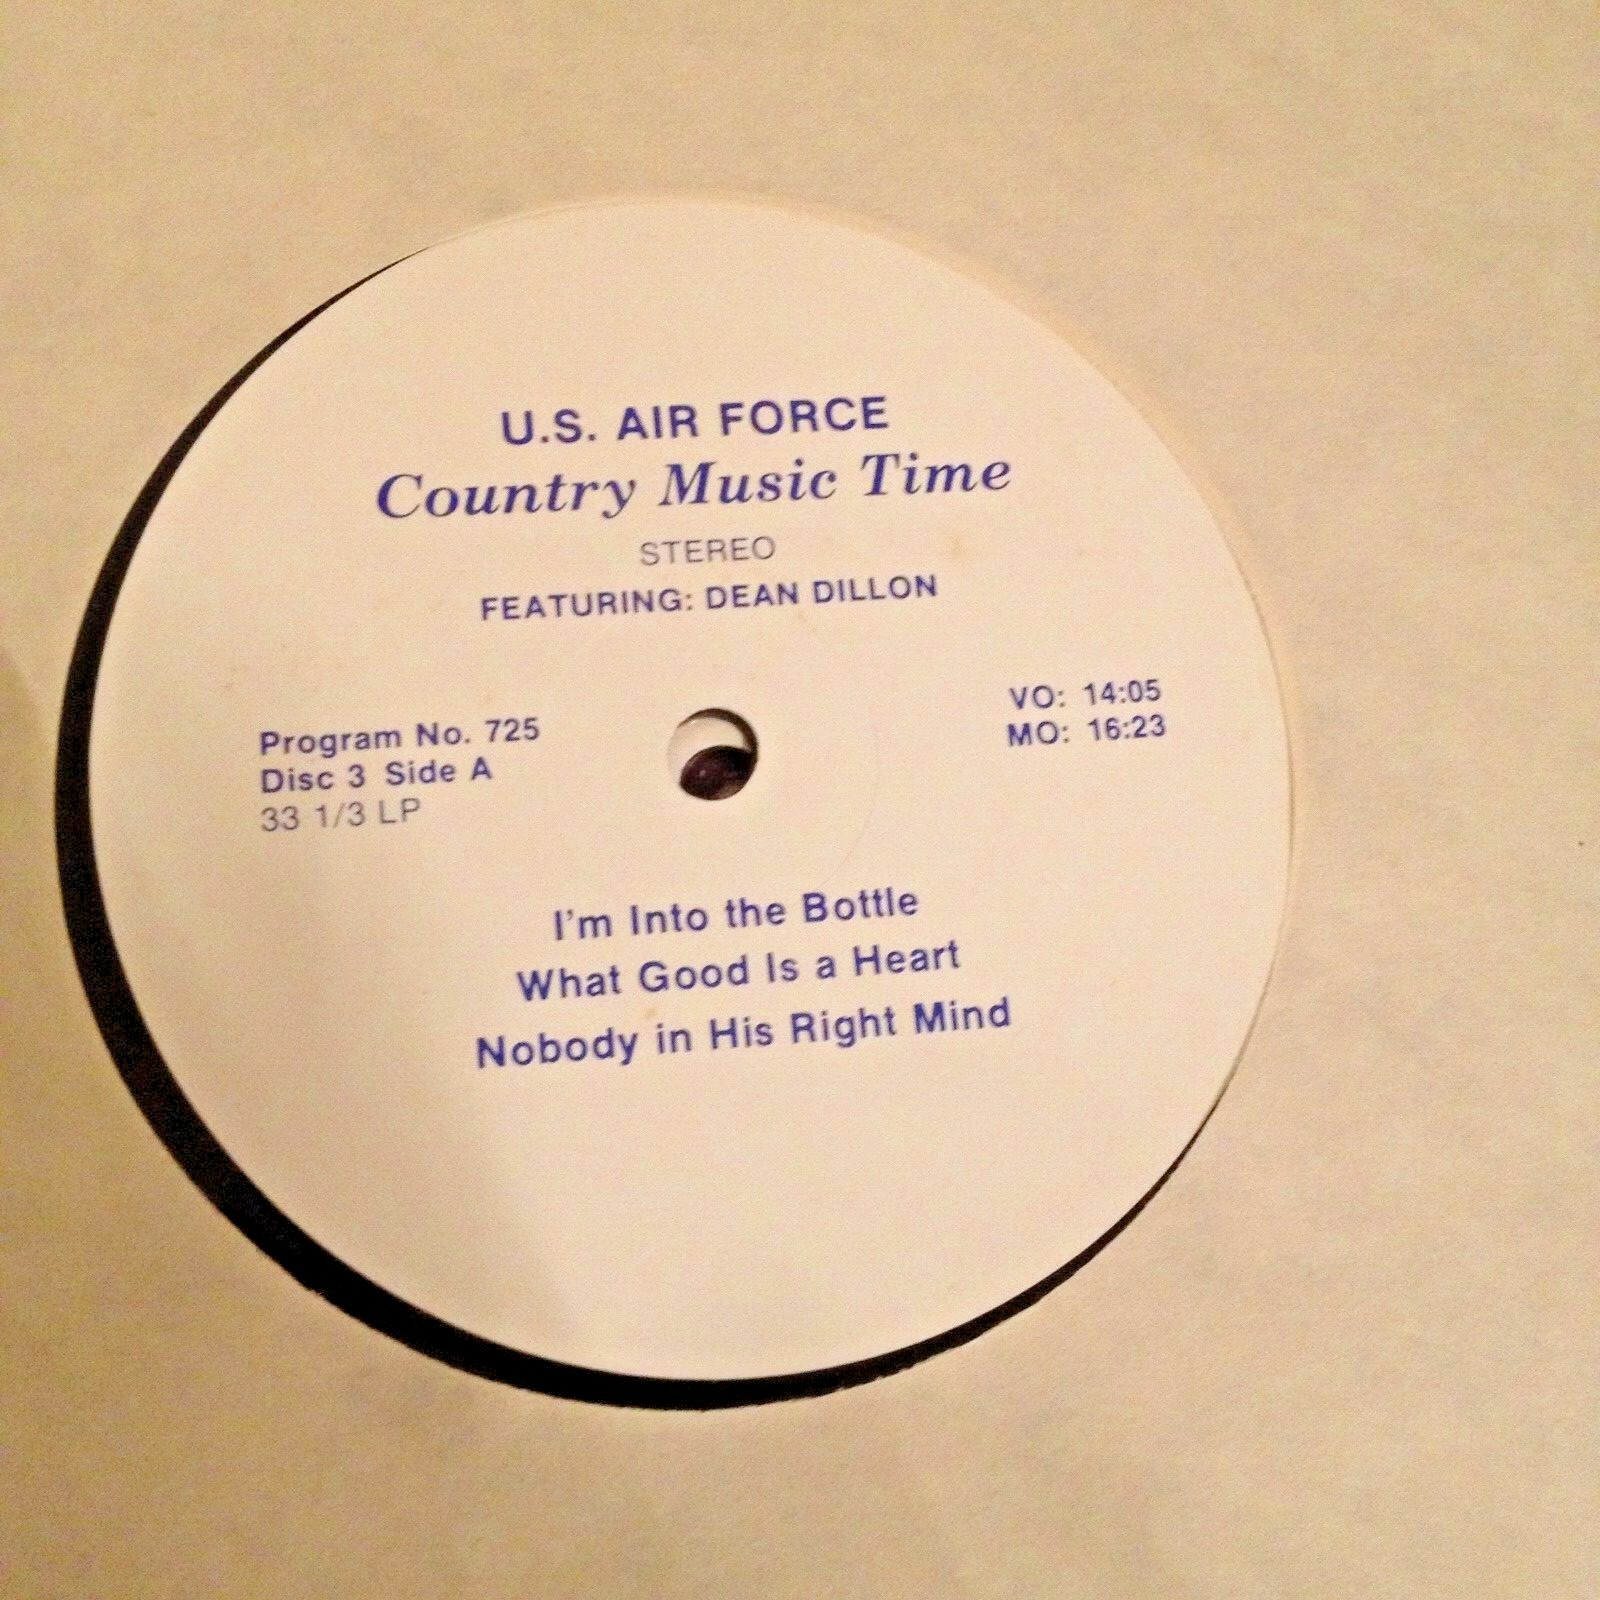 U.S. AIR FORCE
Country Music Time
STEREO
FEATURING: DEAN DILLON
Program No. 725
Disc 3 Side A
33 1/3 LP
VO: 14:05
MO: 16:23
I'm Into the Bottle
What Good Is a Heart
Nobody in His Right Mind